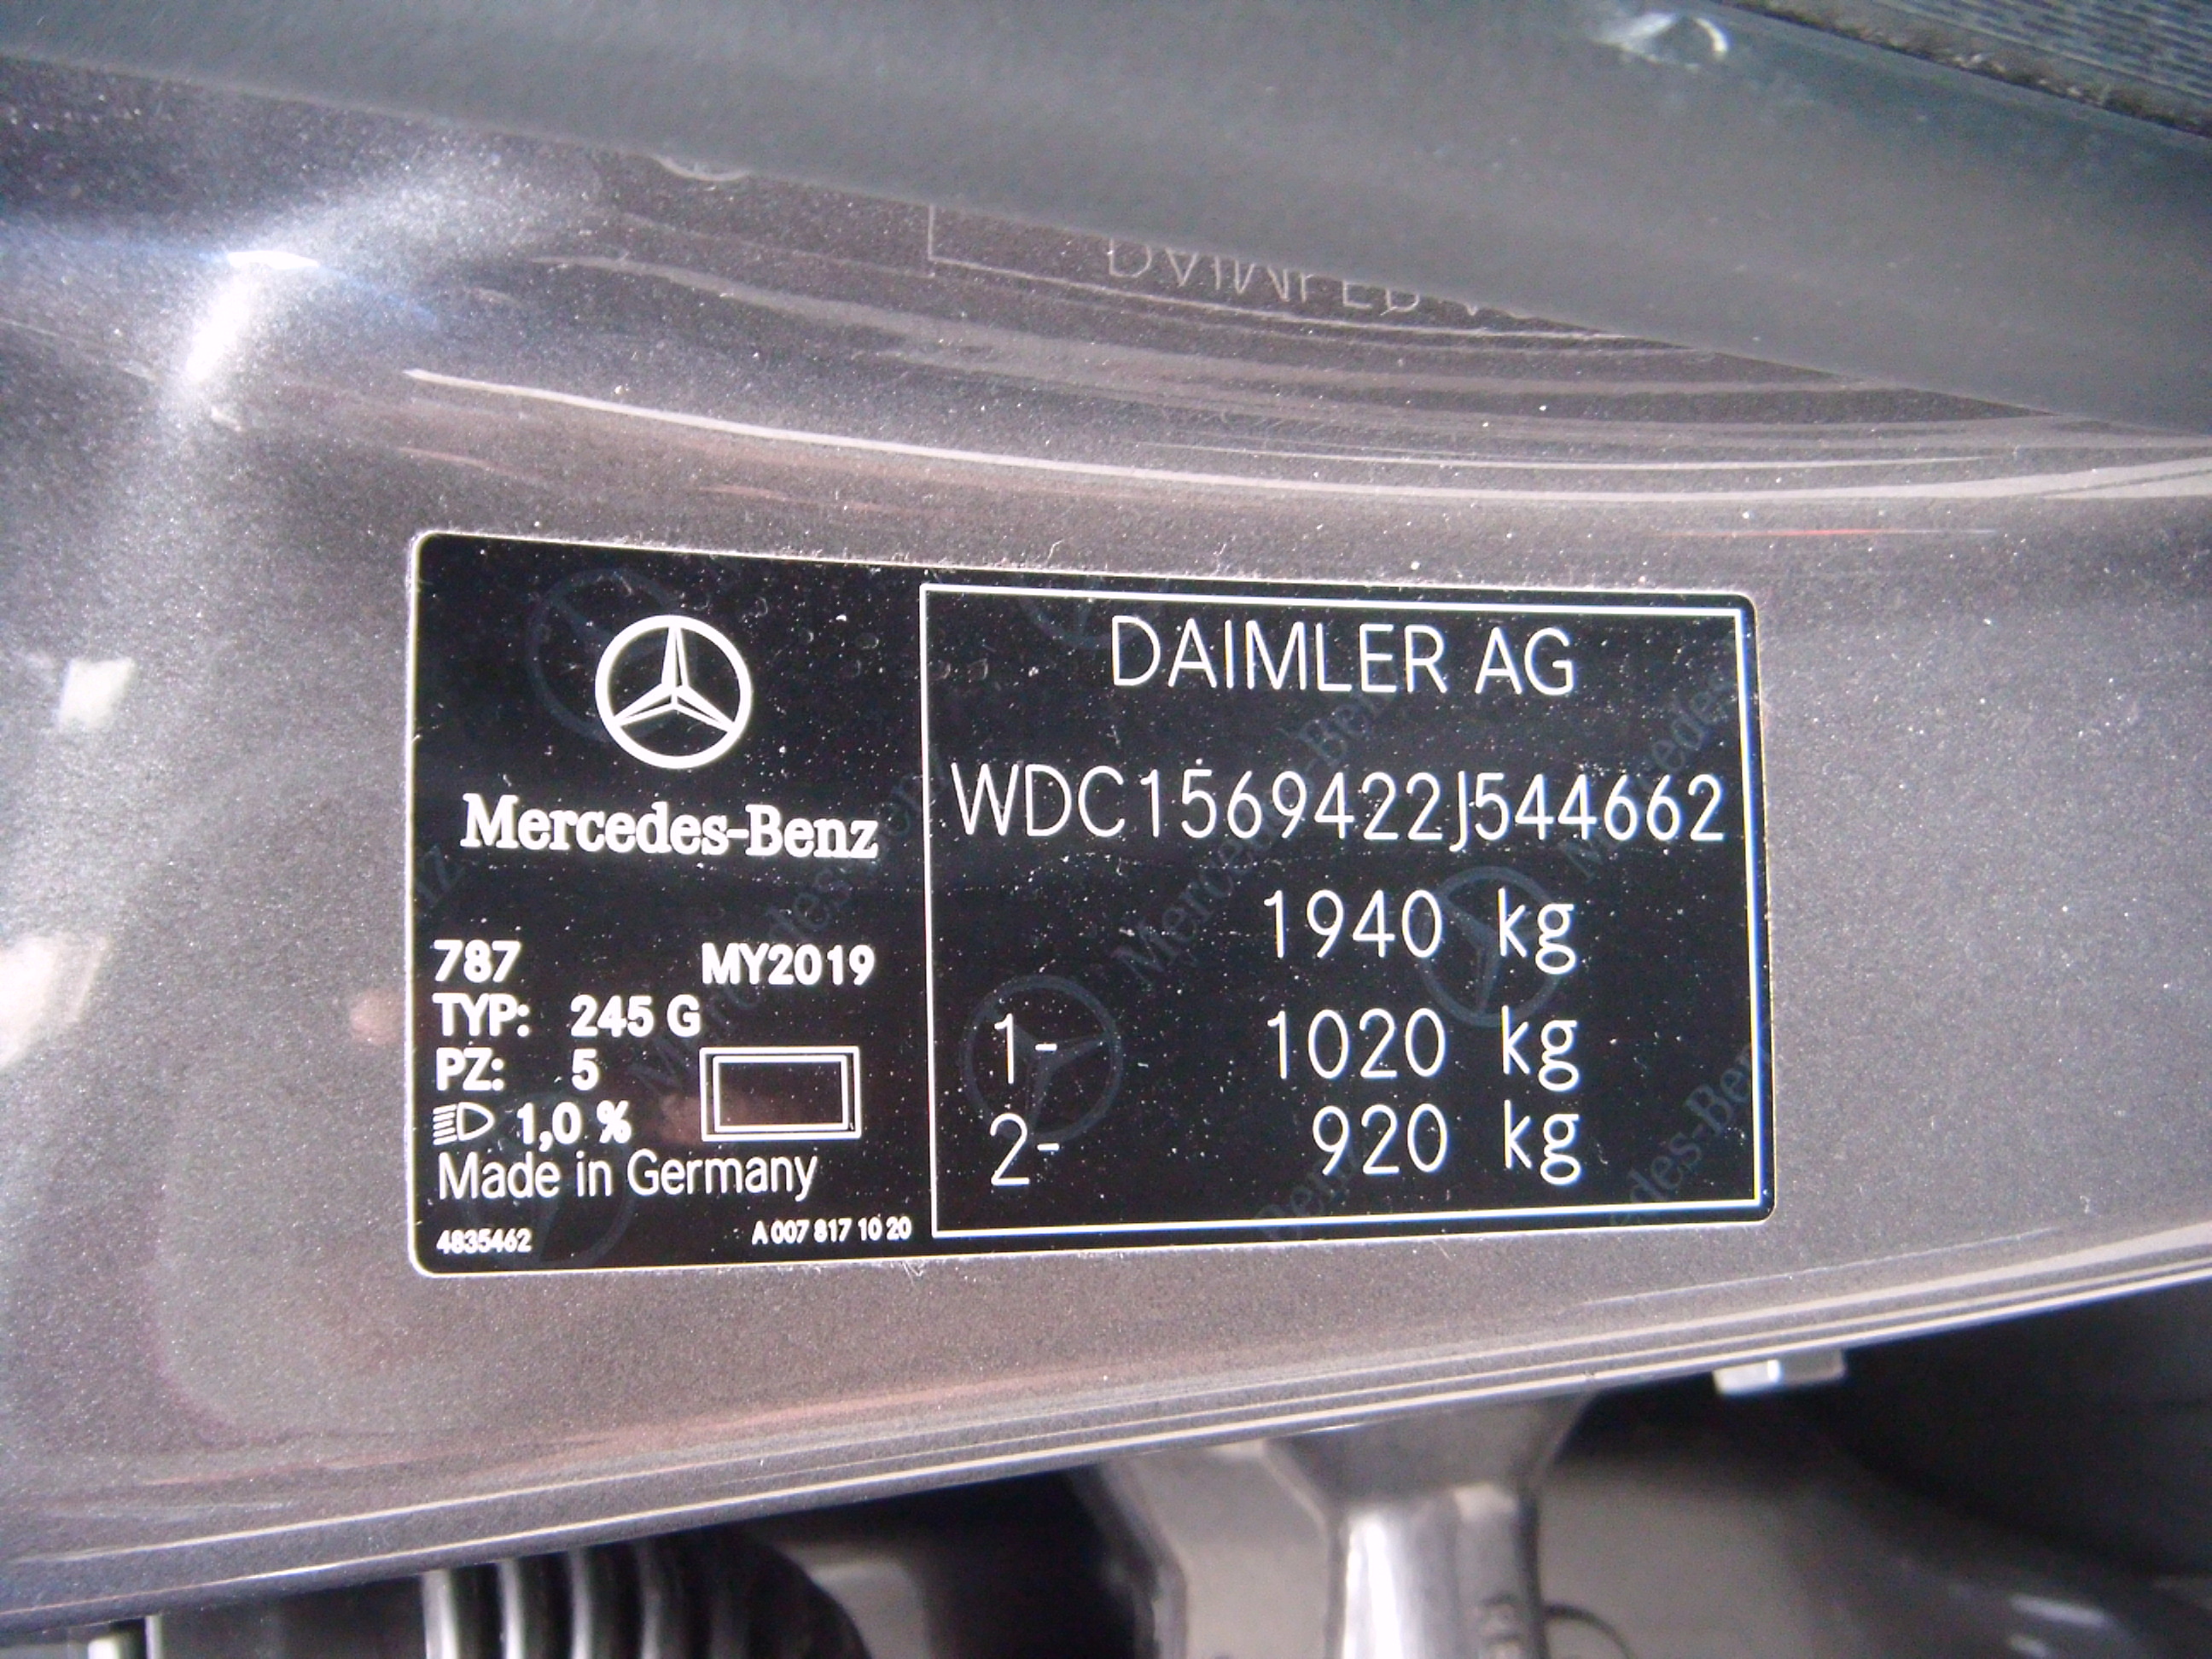 Mercedes-Benz
787 MY2019
TYP: 245 G
PZ: 5
1,0 %
Made in Germany
4835462 A 007 817 10 20
DAIMLER AG
WDC1569422J544662
1940 kg
1- 1020 kg
2- 920 kg